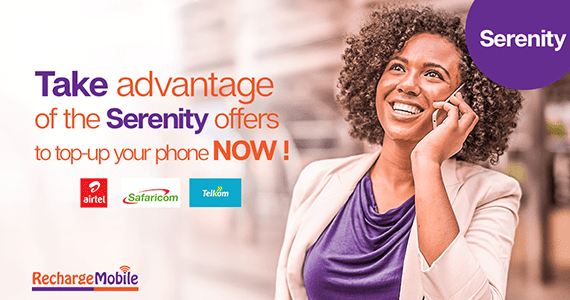 Serenity
Take advantage
of the Serenity offers
to top-up your phone NOW !
airtel
Safaricom
Telkom
RechargeMobile